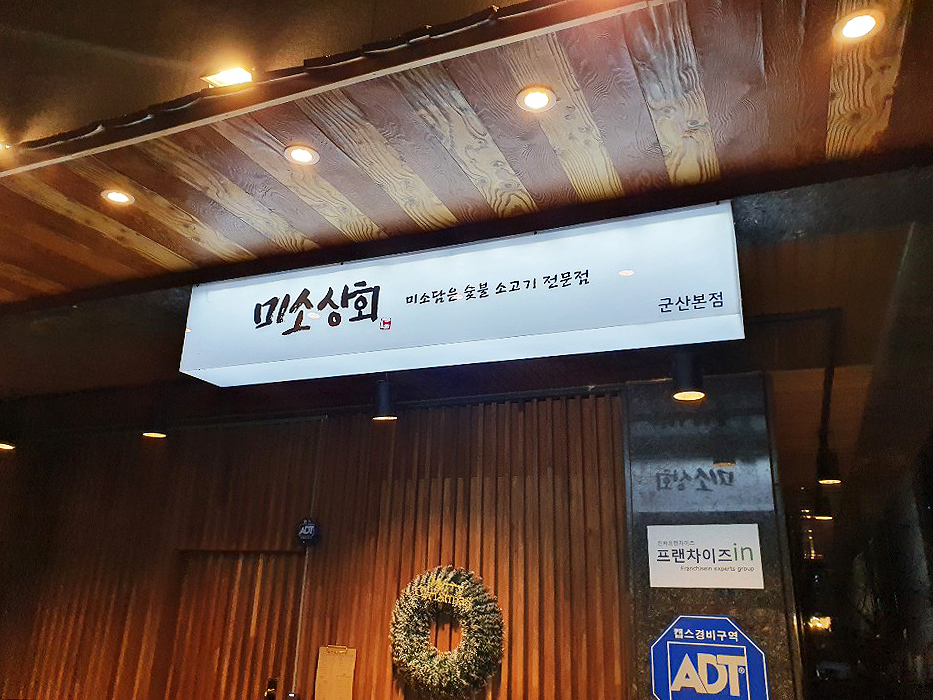 미소상회 미소담은 숯불 소고기 전문점 군산본점
미소상회
프랜차이즈in
Franchisein experts group
ADT
캡스경비구역
ADT